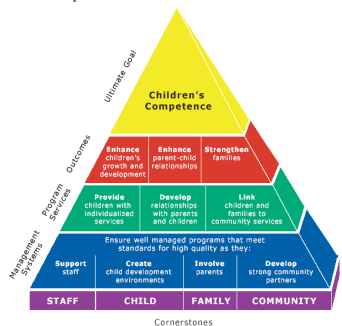 Ultimate Goal
Children's
Competence
Outcomes
Enhance
children's
growth and
development
Enhance
parent-child
relationships
Strengthen
families
Program
Services
Provide
children with
individualized
services
Develop
relationships
with parents
and children
Link
children and
families to
community services
Management
Systems
Ensure well managed programs that meet
standards for high quality as they:
Support
staff
Create
child development
environments
Involve
parents
Develop
strong community
partners
STAFF
CHILD
FAMILY
COMMUNITY
Cornerstones